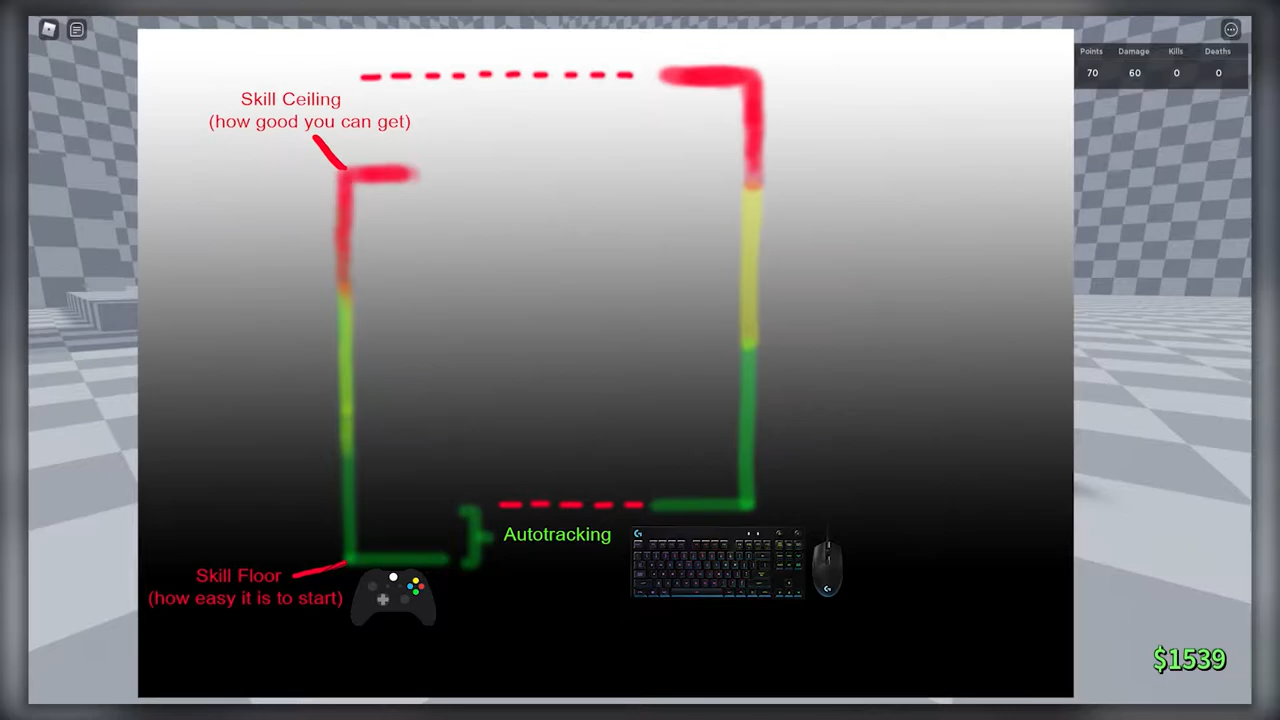 Points Damage Kills Deaths
70 60 0 0
Skill Ceiling
(how good you can get)
Autotracking
Skill Floor
(how easy it is to start)
$1539